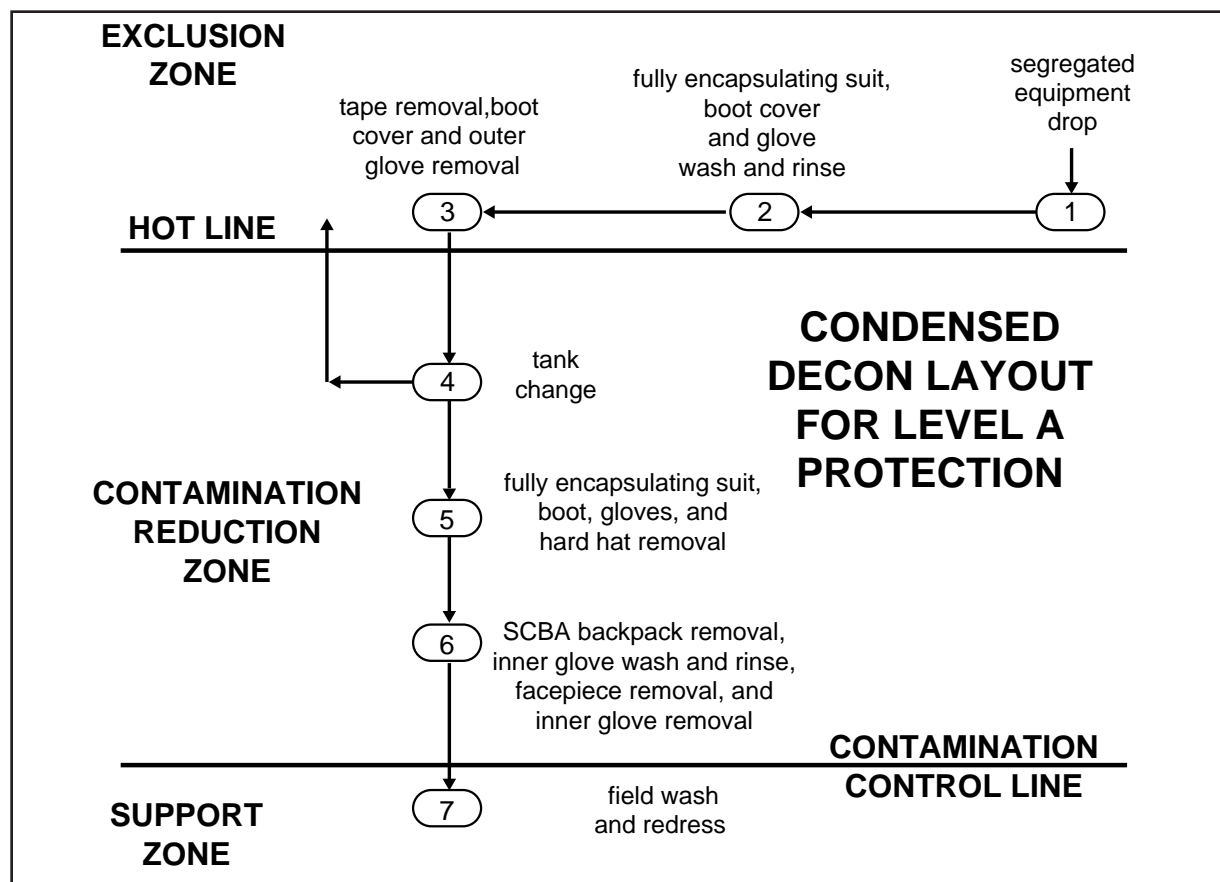 EXCLUSION
ZONE
segregated
equipment
drop
fully encapsulating suit,
boot cover
and glove
wash and rinse
tape removal,boot
cover and outer
glove removal
3
2
1
HOT LINE
CONDENSED
DECON LAYOUT
FOR LEVEL A
PROTECTION
4
tank
change
CONTAMINATION
REDUCTION
ZONE
5
fully encapsulating suit,
boot, gloves, and
hard hat removal
6
SCBA backpack removal,
inner glove wash and rinse,
facepiece removal, and
inner glove removal
CONTAMINATION
CONTROL LINE
SUPPORT
ZONE
7
field wash
and redress